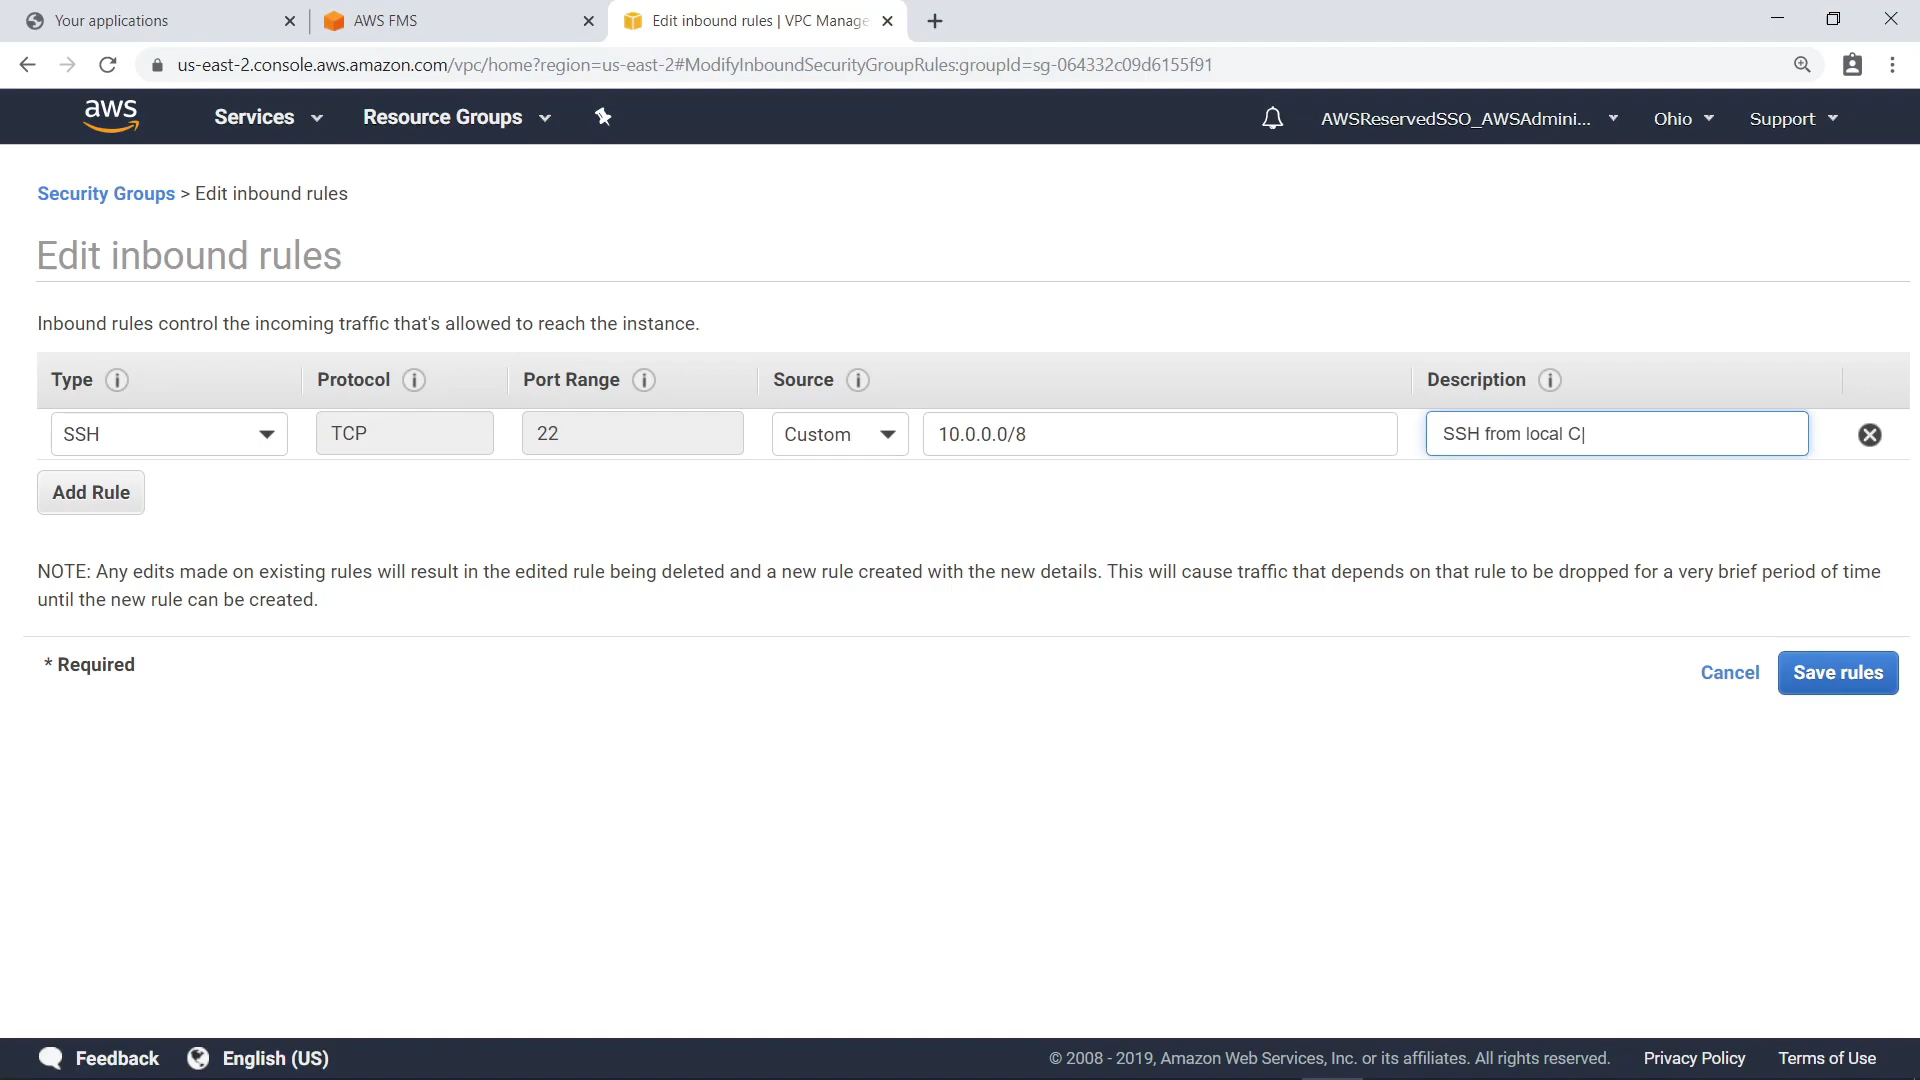 Your applications
AWS FMS
Edit inbound rules | VPC Manage
us-east-2.console.aws.amazon.com/vpc/home?region=us-east-2#ModifyInboundSecurityGroupRules:groupId=sg-064332c09d6155f91
aws
Services
Resource Groups
AWSReservedSSO_AWSAdmini...
Ohio
Support
Security Groups > Edit inbound rules
Edit inbound rules
Inbound rules control the incoming traffic that's allowed to reach the instance.
Type Protocol Port Range Source Description
SSH TCP 22 Custom 10.0.0.0/8 SSH from local C
Add Rule
NOTE: Any edits made on existing rules will result in the edited rule being deleted and a new rule created with the new details. This will cause traffic that depends on that rule to be dropped for a very brief period of time
until the new rule can be created.
* Required
Cancel
Save rules
Feedback
English (US)
© 2008 - 2019, Amazon Web Services, Inc. or its affiliates. All rights reserved.
Privacy Policy
Terms of Use